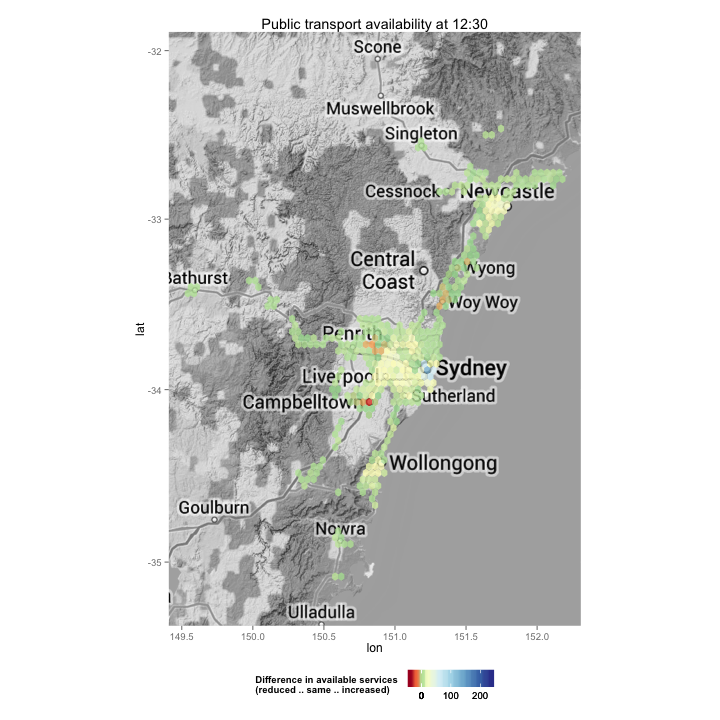 Public transport availability at 12:30
Scone
Muswellbrook
Singleton
Cessnock
Newcastle
Central
Coast
Wyong
Bathurst
Woy Woy
Penrith
Sydney
Liverpool
Campbelltown
Sutherland
Wollongong
Goulburn
Nowra
Ulladulla
lat
-32
-33
-34
-35
149.5 150.0 150.5 151.0 151.5 152.0
lon
Difference in available services
(reduced .. same .. increased)
0 100 200